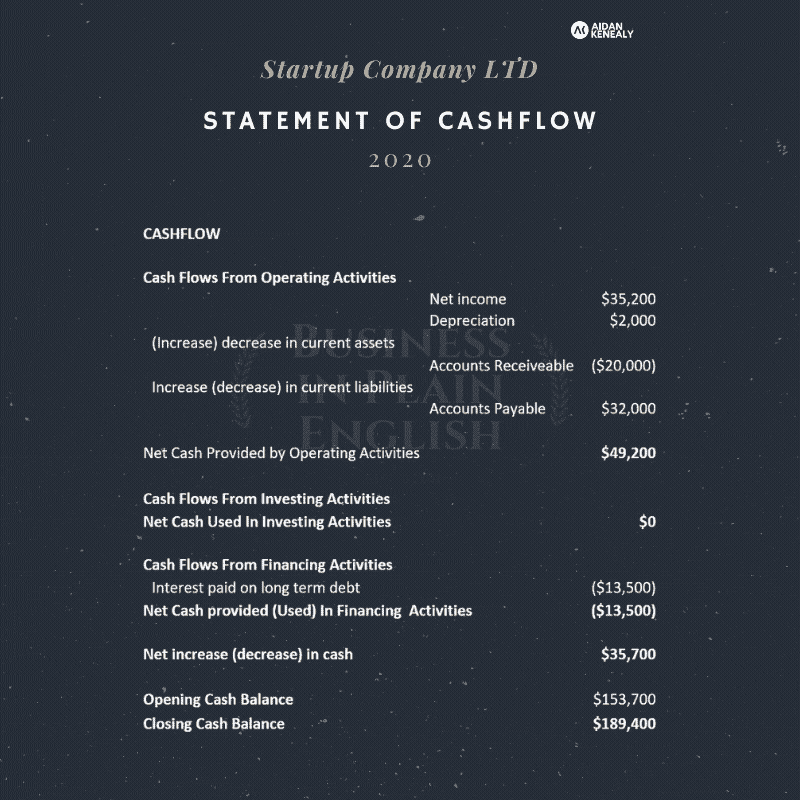 AK AIDAN
KENEALY
Startup Company LTD
STATEMENT OF CASHFLOW
2020
CASHFLOW
Cash Flows From Operating Activities
Net income $35,200
Depreciation $2,000
(Increase) decrease in current assets
Accounts Receiveable ($20,000)
Increase (decrease) in current liabilities
Accounts Payable $32,000
Net Cash Provided by Operating Activities $49,200
Cash Flows From Investing Activities
Net Cash Used In Investing Activities $0
Cash Flows From Financing Activities
Interest paid on long term debt ($13,500)
Net Cash provided (Used) In Financing Activities ($13,500)
Net increase (decrease) in cash $35,700
Opening Cash Balance $153,700
Closing Cash Balance $189,400
BUSINESS
IN PLAIN
ENGLISH